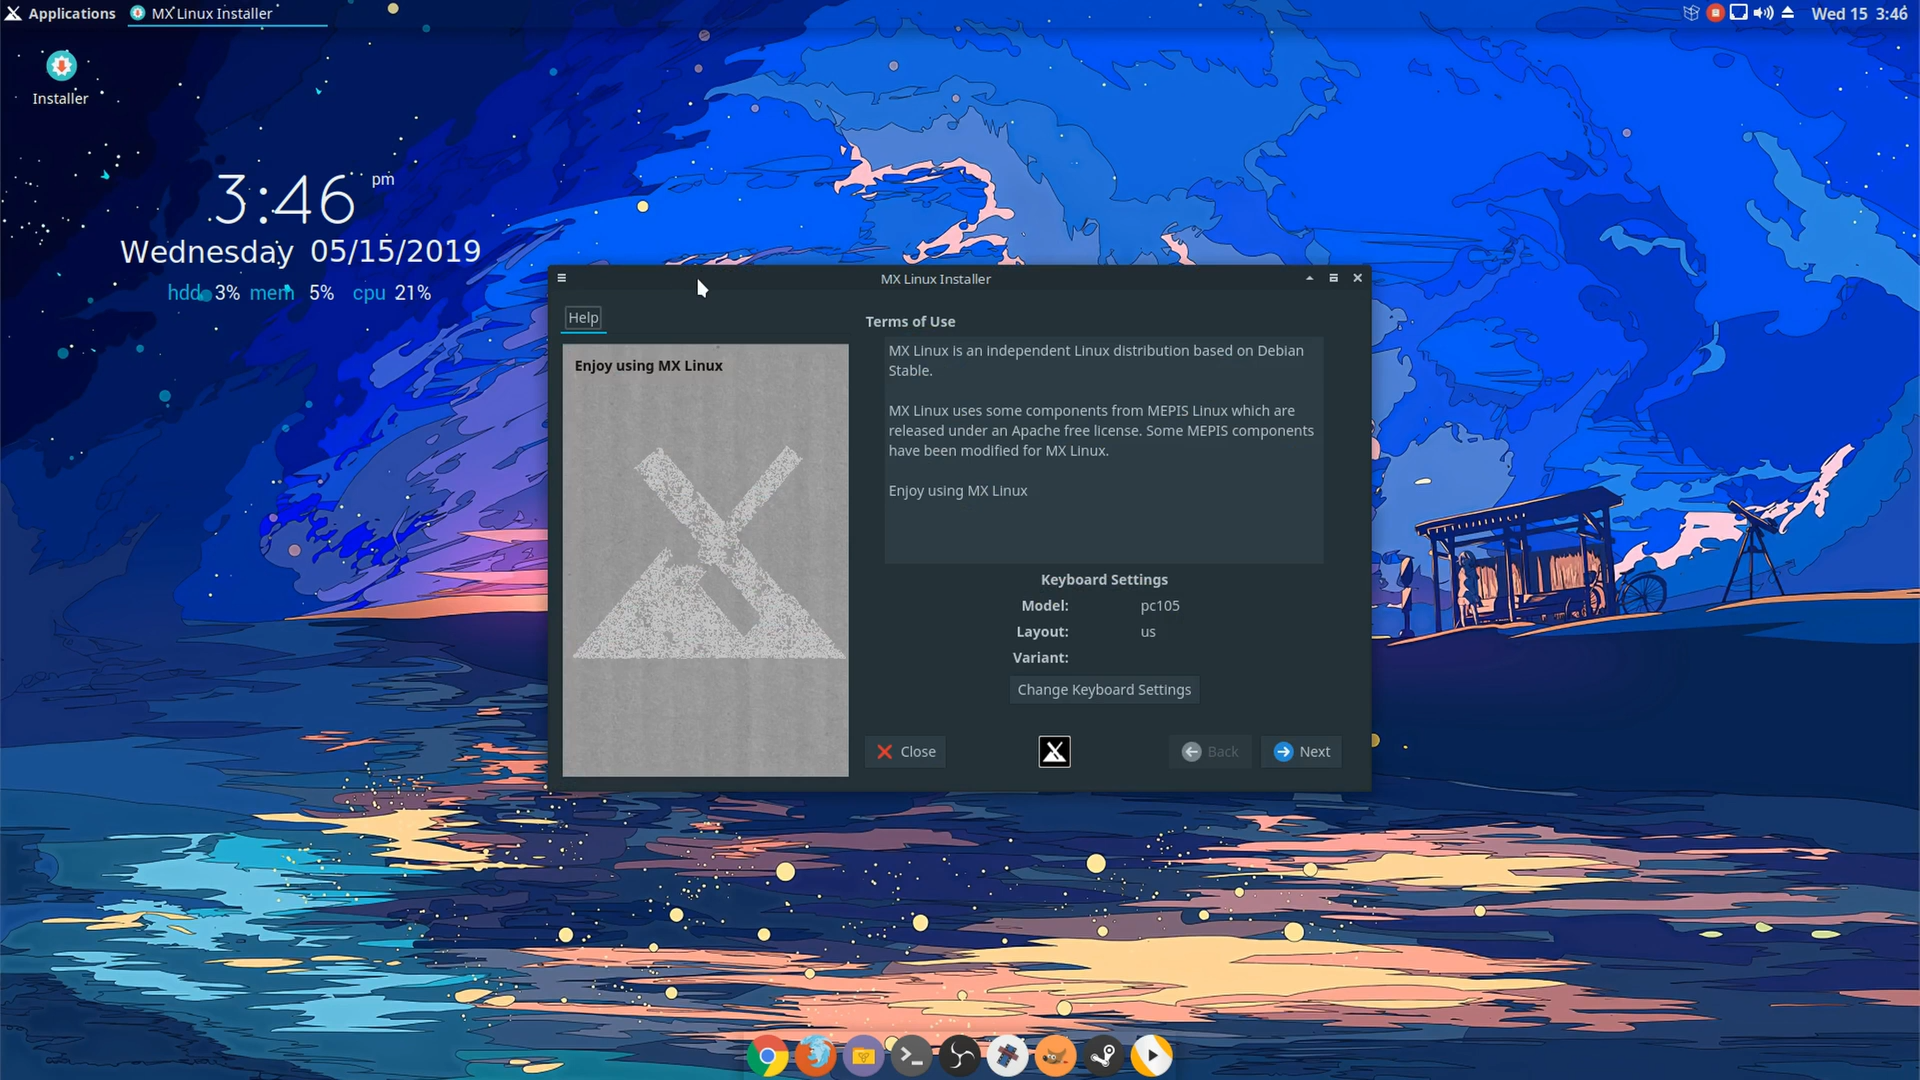 Applications MX Linux Installer Wed 15 3:46
Installer
3:46 pm
Wednesday 05/15/2019
hdd 3% mem 5% cpu 21%
MX Linux Installer
Help
Enjoy using MX Linux
Terms of Use
MX Linux is an independent Linux distribution based on Debian
Stable.
MX Linux uses some components from MEPIS Linux which are
released under an Apache free license. Some MEPIS components
have been modified for MX Linux.
Enjoy using MX Linux
Keyboard Settings
Model: pc105
Layout: us
Variant:
Change Keyboard Settings
Close Back Next